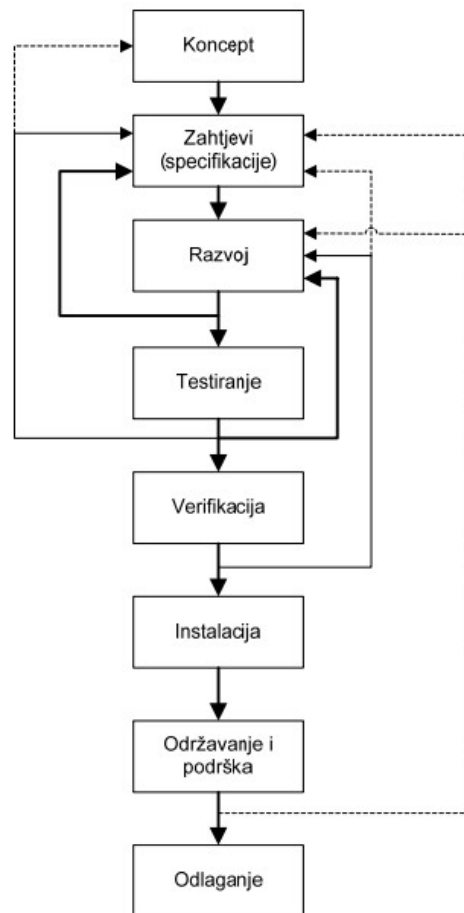 Koncept
Zahtjevi
(specifikacije)
Razvoj
Testiranje
Verifikacija
Instalacija
Održavanje i
podrška
Odlaganje